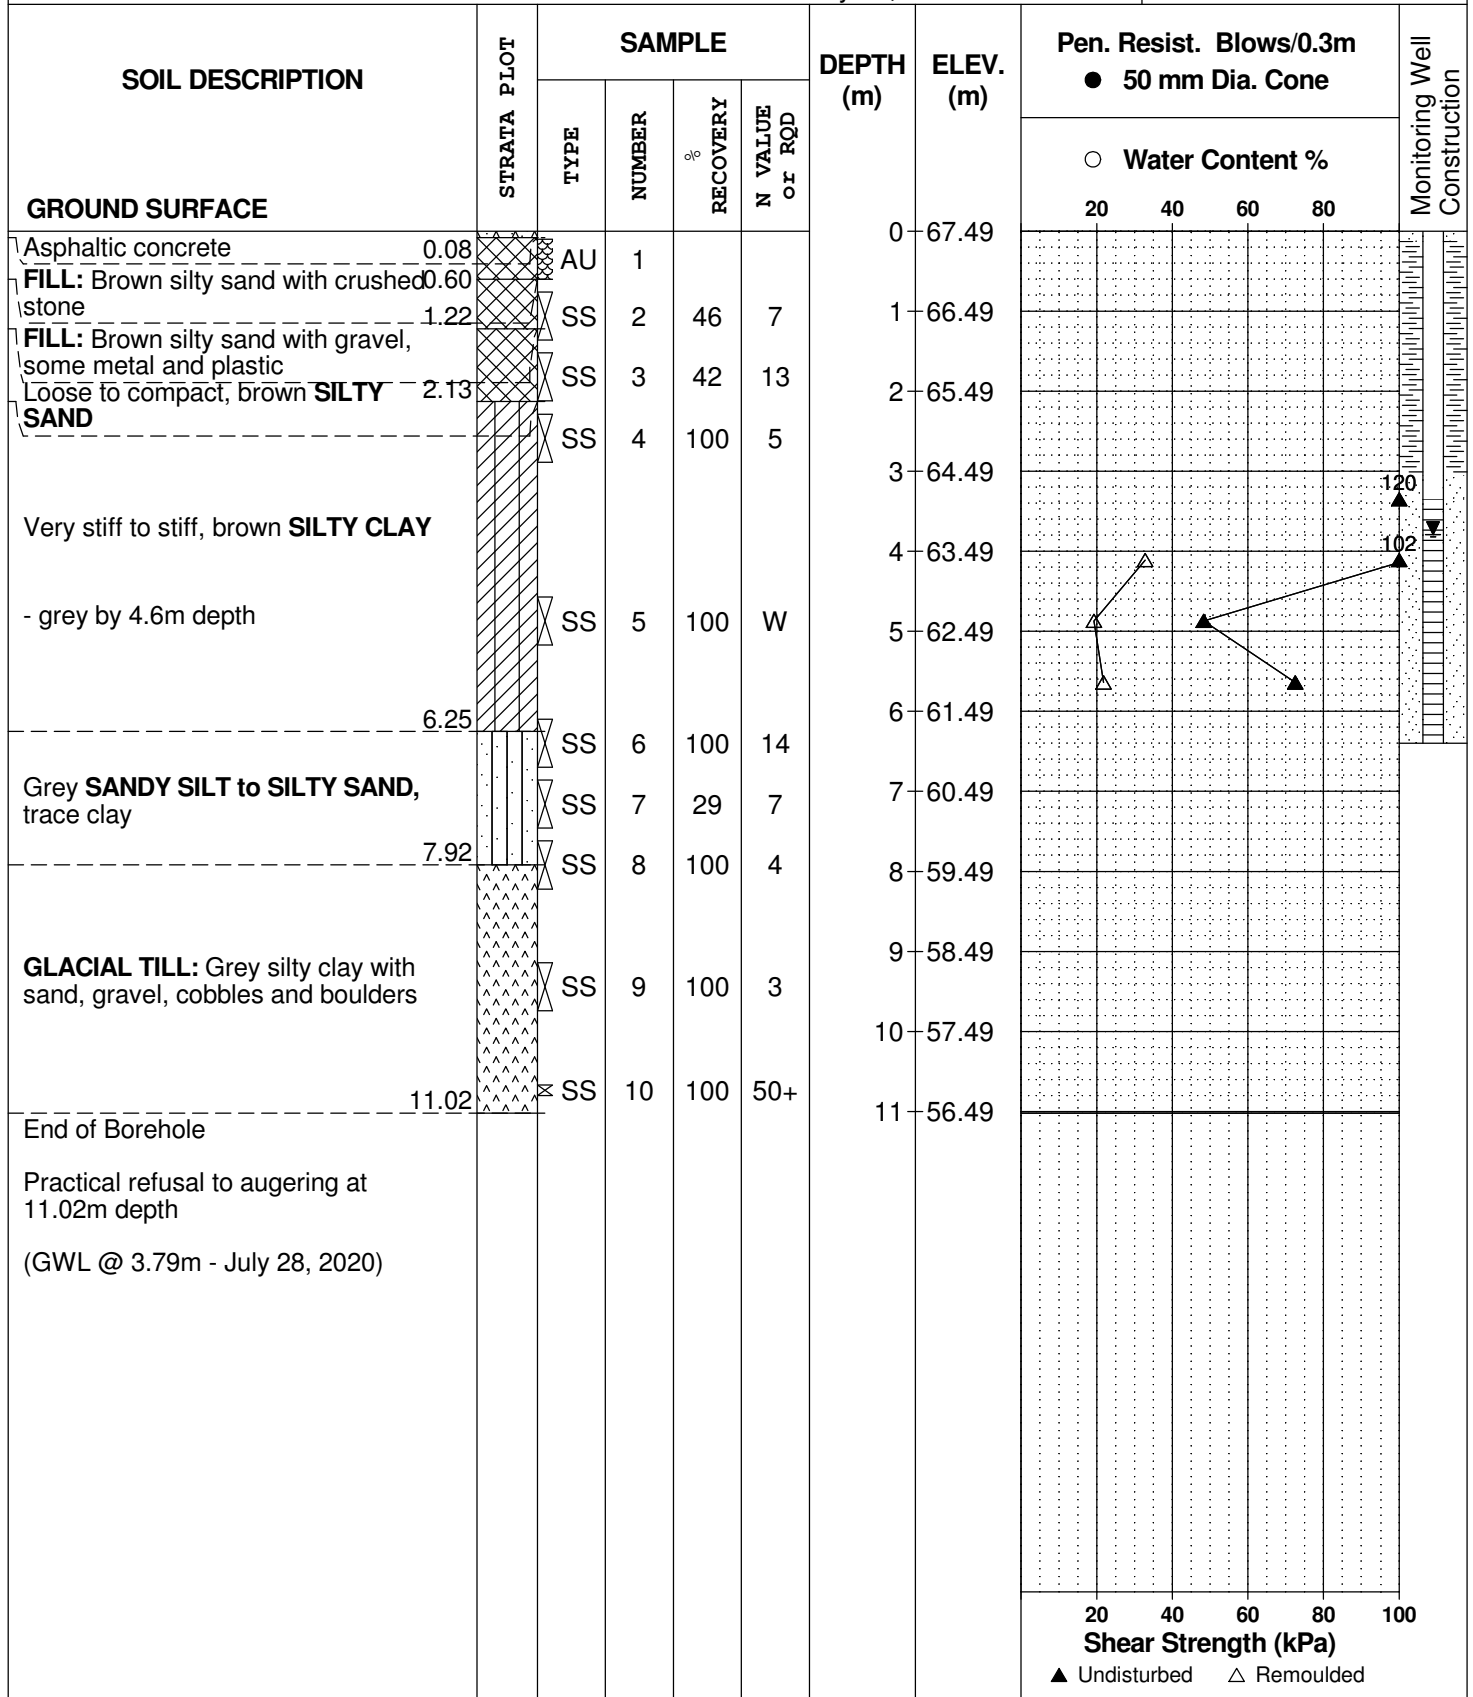 SOIL DESCRIPTION
GROUND SURFACE
STRATA PLOT
SAMPLE
TYPE
NUMBER
% RECOVERY
N VALUE or RQD
DEPTH (m)
ELEV. (m)
Pen. Resist. Blows/0.3m
● 50 mm Dia. Cone
○ Water Content %
20 40 60 80
Monitoring Well Construction
0 67.49
Asphaltic concrete 0.08
AU 1
FILL: Brown silty sand with crushed 0.60
stone 1.22
SS 2 46 7
1 66.49
FILL: Brown silty sand with gravel,
some metal and plastic
SS 3 42 13
Loose to compact, brown SILTY 2.13
SAND
2 65.49
SS 4 100 5
3 64.49
120
Very stiff to stiff, brown SILTY CLAY
102
4 63.49
- grey by 4.6m depth
SS 5 100 W
5 62.49
6.25
6 61.49
SS 6 100 14
Grey SANDY SILT to SILTY SAND,
trace clay
7 60.49
SS 7 29 7
7.92
SS 8 100 4
8 59.49
9 58.49
GLACIAL TILL: Grey silty clay with
sand, gravel, cobbles and boulders
SS 9 100 3
10 57.49
SS 10 100 50+
11.02
11 56.49
End of Borehole
Practical refusal to augering at
11.02m depth
(GWL @ 3.79m - July 28, 2020)
20 40 60 80 100
Shear Strength (kPa)
▲ Undisturbed △ Remoulded